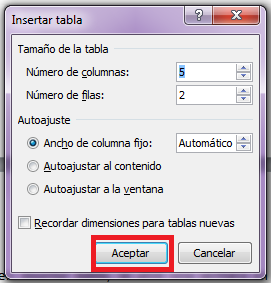 Insertar tabla
Tamaño de la tabla
Número de columnas: 5
Número de filas: 2
Autoajuste
Ancho de columna fijo: Automático
Autoajustar al contenido
Autoajustar a la ventana
Recordar dimensiones para tablas nuevas
Aceptar Cancelar